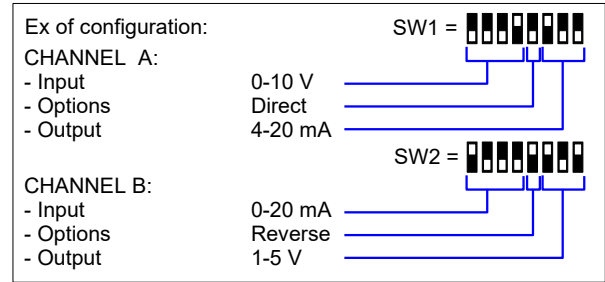 Ex of configuration:
SW1 =
CHANNEL A:
- Input 0-10 V
- Options Direct
- Output 4-20 mA
SW2 =
CHANNEL B:
- Input 0-20 mA
- Options Reverse
- Output 1-5 V